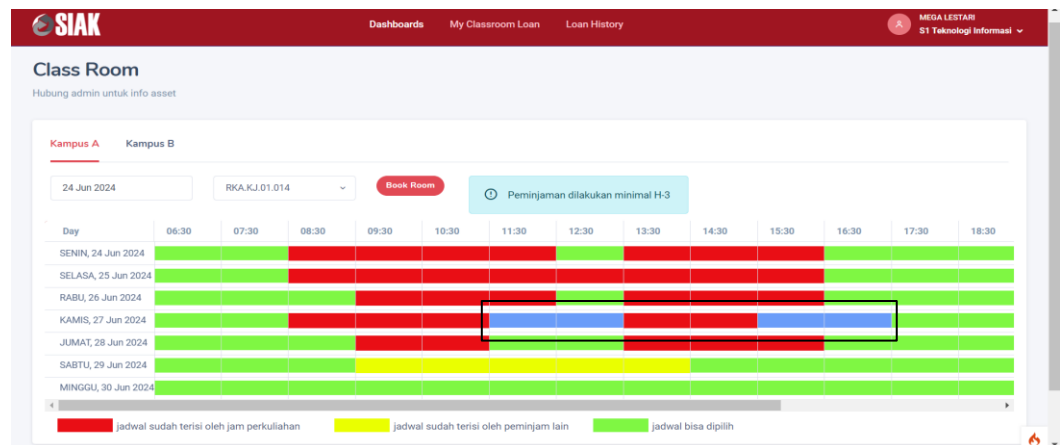 SIAK
Dashboards My Classroom Loan Loan History
MEGA LESTARI
S1 Teknologi Informasi
Class Room
Hubung admin untuk info asset
Kampus A Kampus B
24 Jun 2024 RKA.KJ.01.014 Book Room Peminjaman dilakukan minimal H-3
Day 06:30 07:30 08:30 09:30 10:30 11:30 12:30 13:30 14:30 15:30 16:30 17:30 18:30
SENIN, 24 Jun 2024
SELASA, 25 Jun 2024
RABU, 26 Jun 2024
KAMIS, 27 Jun 2024
JUMAT, 28 Jun 2024
SABTU, 29 Jun 2024
MINGGU, 30 Jun 2024
jadwal sudah terisi oleh jam perkuliahan jadwal sudah terisi oleh peminjam lain jadwal bisa dipilih